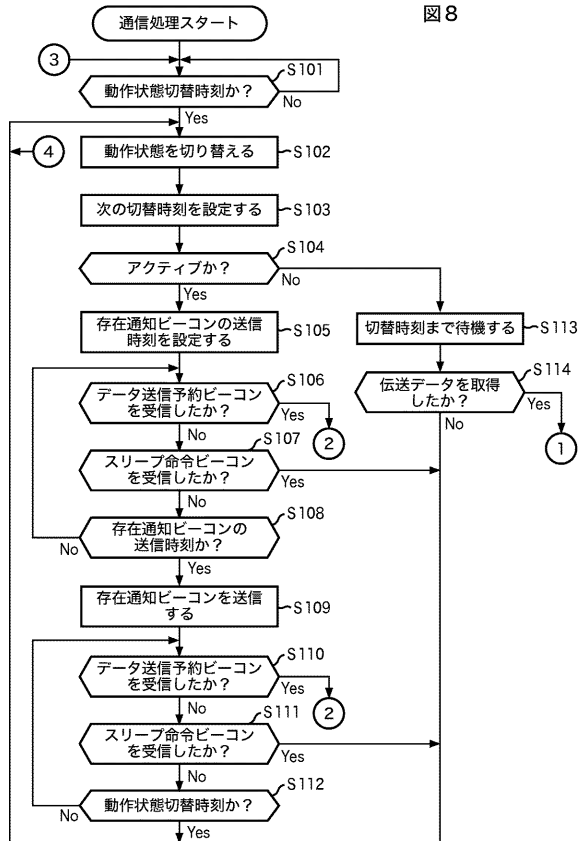 図8
通信処理スタート
3
動作状態切替時刻か?
S101
No
Yes
4
動作状態を切り替える
S102
次の切替時刻を設定する
S103
アクティブか?
S104
No
Yes
存在通知ビーコンの送信
時刻を設定する
S105
切替時刻まで待機する
S113
伝送データを取得
したか?
S114
Yes
No
1
データ送信予約ビーコン
を受信したか?
S106
Yes
2
No
スリープ命令ビーコン
を受信したか?
S107
Yes
No
存在通知ビーコンの
送信時刻か?
S108
No
Yes
存在通知ビーコンを送信
する
S109
データ送信予約ビーコン
を受信したか?
S110
Yes
2
No
スリープ命令ビーコン
を受信したか?
S111
Yes
No
動作状態切替時刻か?
S112
No
Yes